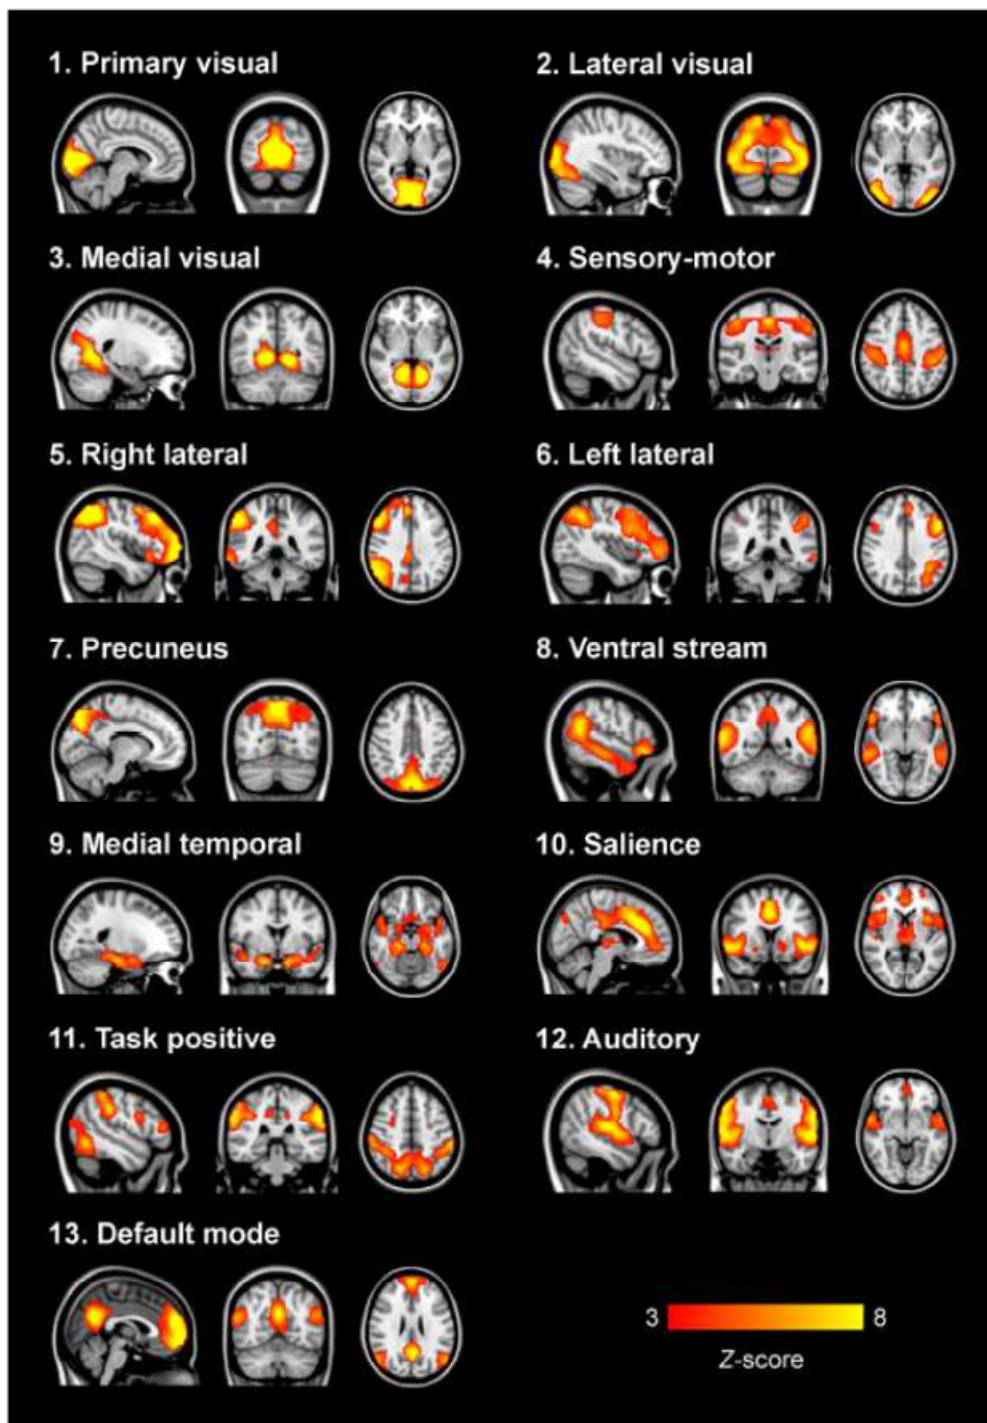 1. Primary visual
2. Lateral visual
3. Medial visual
4. Sensory-motor
5. Right lateral
6. Left lateral
7. Precuneus
8. Ventral stream
9. Medial temporal
10. Salience
11. Task positive
12. Auditory
13. Default mode
3 8
Z-score